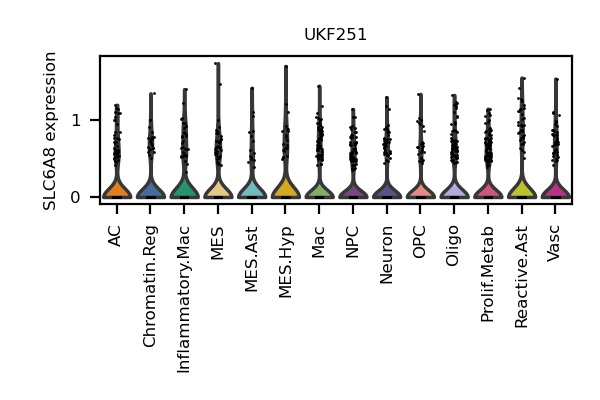 UKF251
SLC6A8 expression
1
0
AC
Chromatin.Reg
Inflammatory.Mac
MES
MES.Ast
MES.Hyp
Mac
NPC
Neuron
OPC
Oligo
Prolif.Metab
Reactive.Ast
Vasc